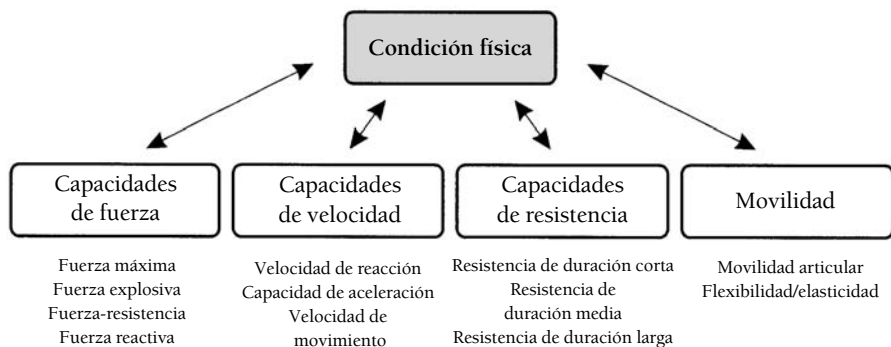 Condición física
Capacidades
de fuerza
Capacidades
de velocidad
Capacidades
de resistencia
Movilidad
Fuerza máxima
Fuerza explosiva
Fuerza-resistencia
Fuerza reactiva
Velocidad de reacción
Capacidad de aceleración
Velocidad de
movimiento
Resistencia de duración corta
Resistencia de
duración media
Resistencia de duración larga
Movilidad articular
Flexibilidad/elasticidad